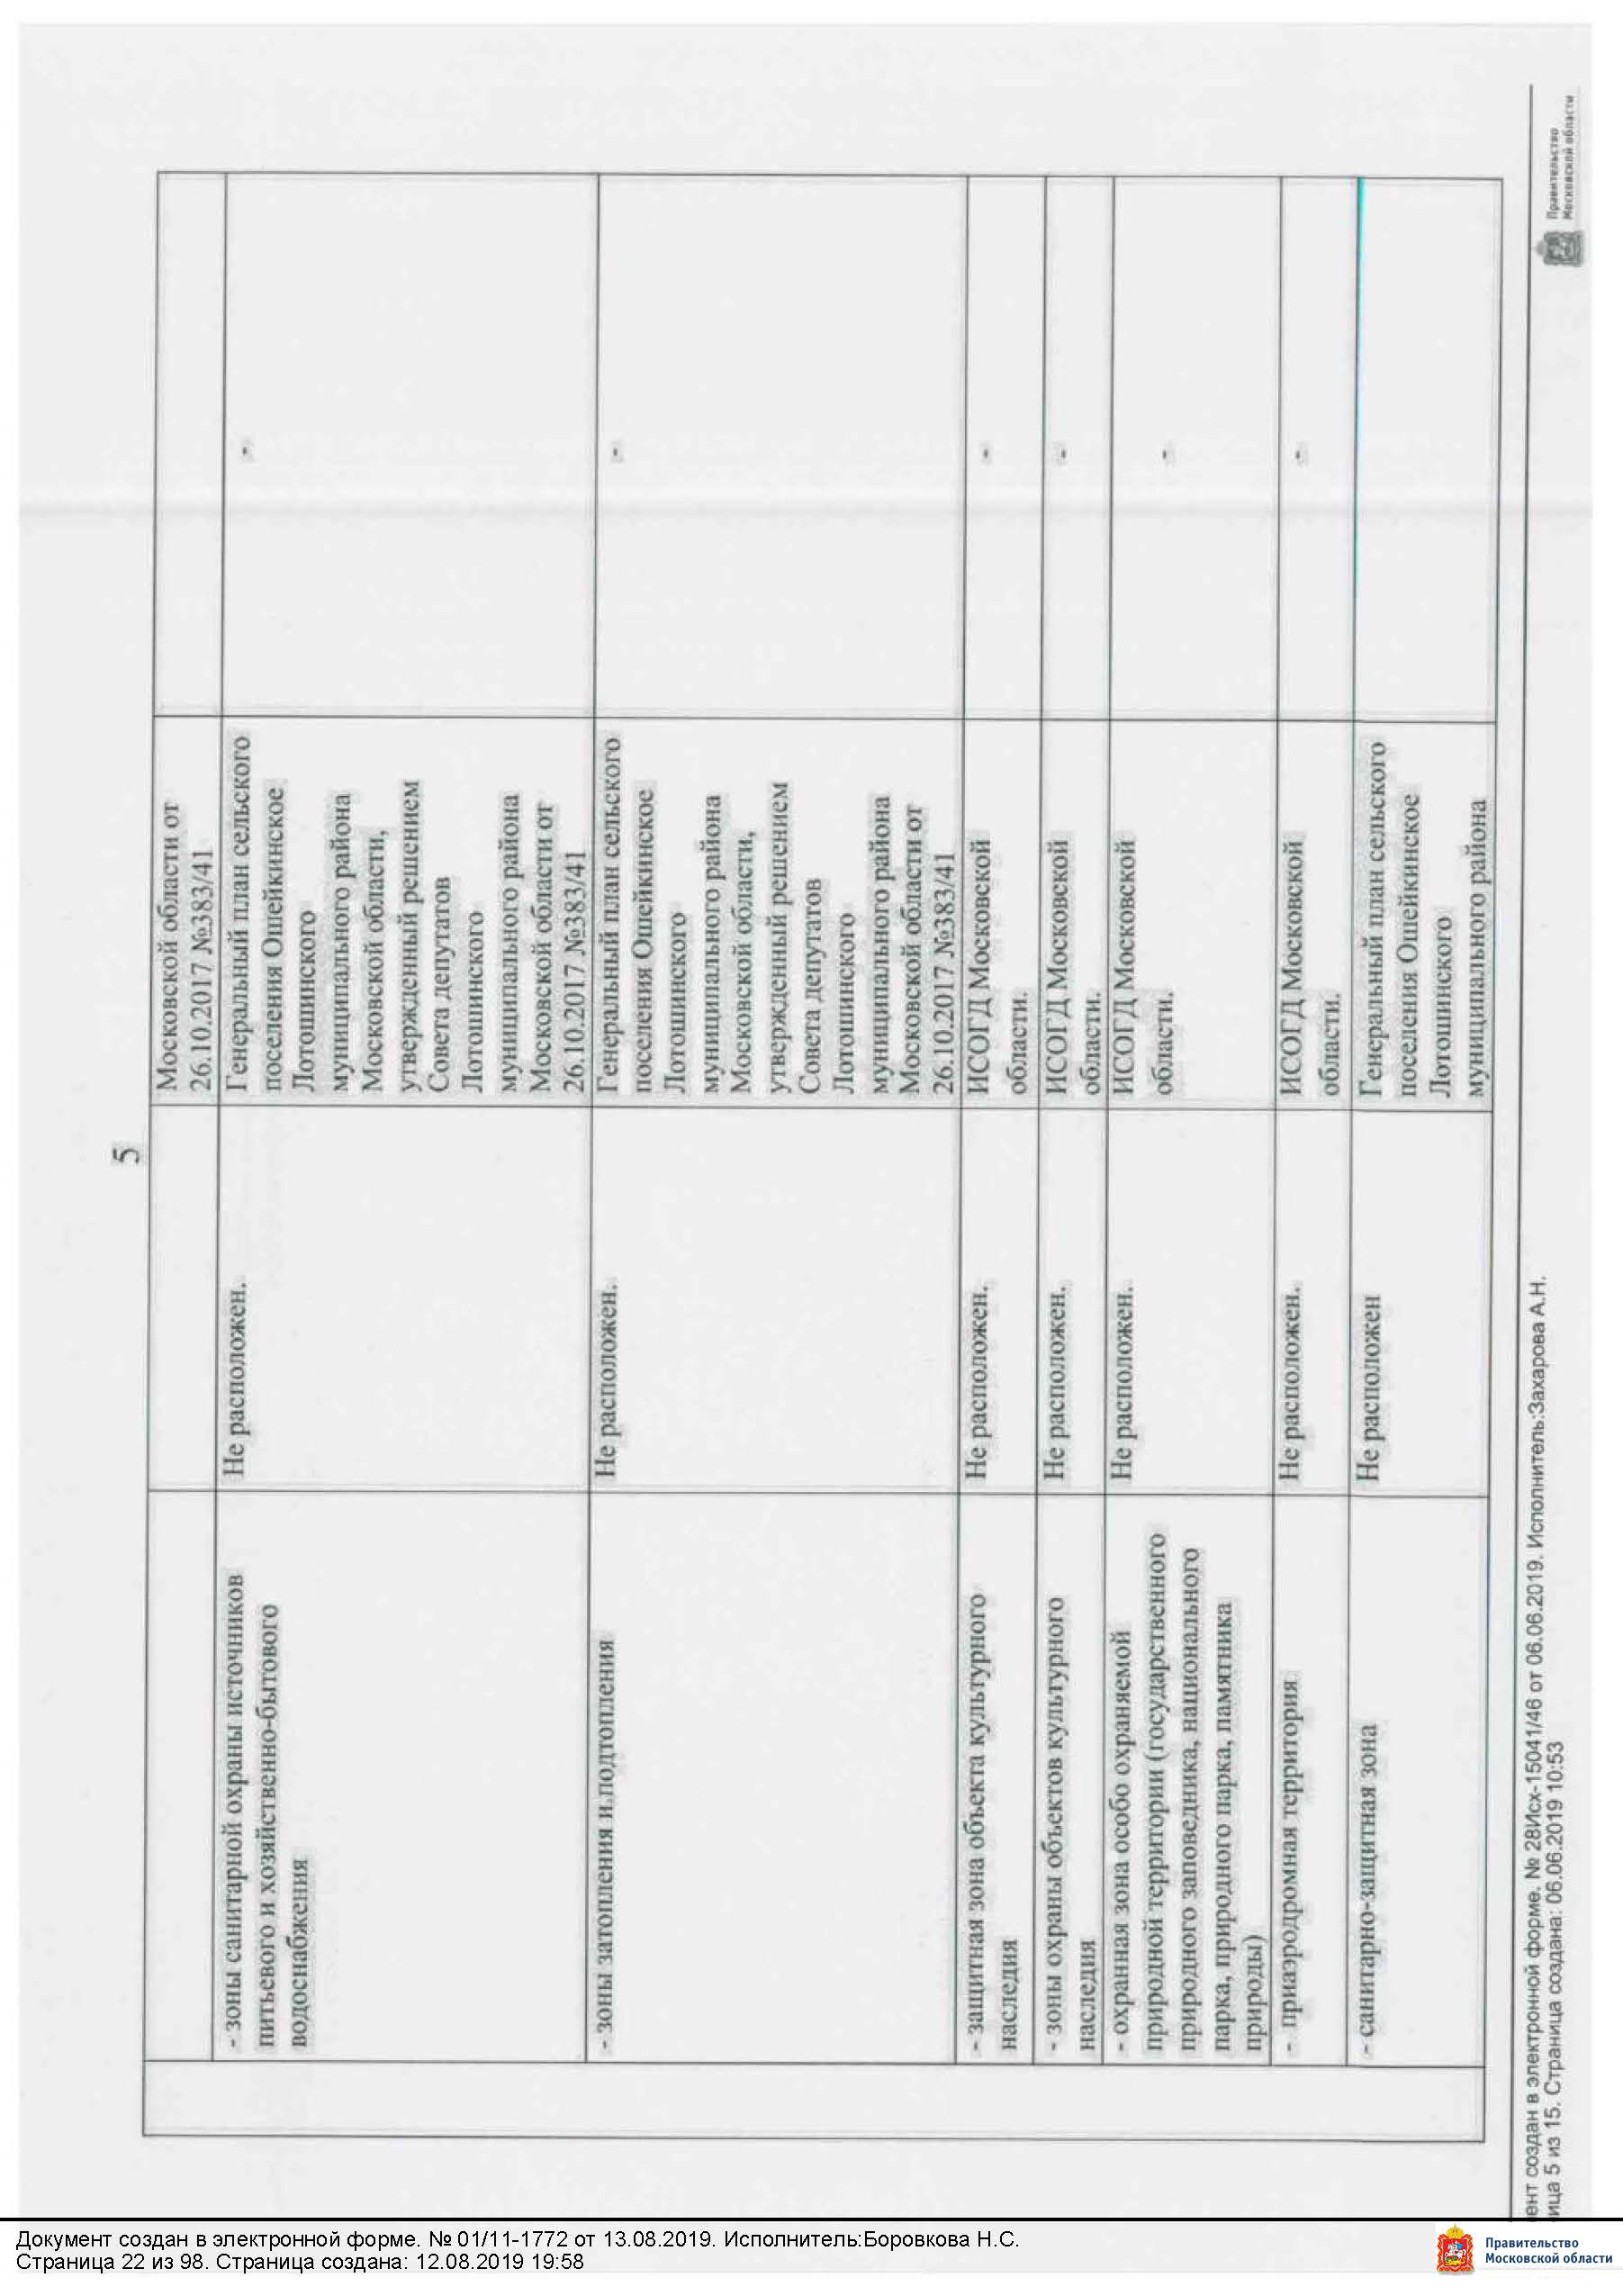 5
Московской области от
26.10.2017 №383/41
- зоны санитарной охраны источников
питьевого и хозяйственно-бытового
водоснабжения
Не расположен.
Генеральный план сельского
поселения Ошейкинское
Лотошинского
муниципального района
Московской области,
утвержденный решением
Совета депутатов
Лотошинского
муниципального района
Московской области от
26.10.2017 №383/41
-
- зоны затопления и подтопления
Не расположен.
Генеральный план сельского
поселения Ошейкинское
Лотошинского
муниципального района
Московской области,
утвержденный решением
Совета депутатов
Лотошинского
муниципального района
Московской области от
26.10.2017 №383/41
-
- защитная зона объекта культурного
наследия
Не расположен.
ИСОГД Московской
области.
-
- зоны охраны объектов культурного
наследия
Не расположен.
ИСОГД Московской
области.
-
- охранная зона особо охраняемой
природной территории (государственного
природного заповедника, национального
парка, природного парка, памятника
природы)
Не расположен.
ИСОГД Московской
области.
-
- приаэродромная территория
Не расположен.
ИСОГД Московской
области.
-
- санитарно-защитная зона
Не расположен
Генеральный план сельского
поселения Ошейкинское
Лотошинского
муниципального района
ент создан в электронной форме. № 28Исх-15041/46 от 06.06.2019. Исполнитель:Захарова А.Н.
ица 5 из 15. Страница создана: 06.06.2019 10:53
Правительство
Московской области
Документ создан в электронной форме. № 01/11-1772 от 13.08.2019. Исполнитель:Боровкова Н.С.
Страница 22 из 98. Страница создана: 12.08.2019 19:58
Правительство
Московской области